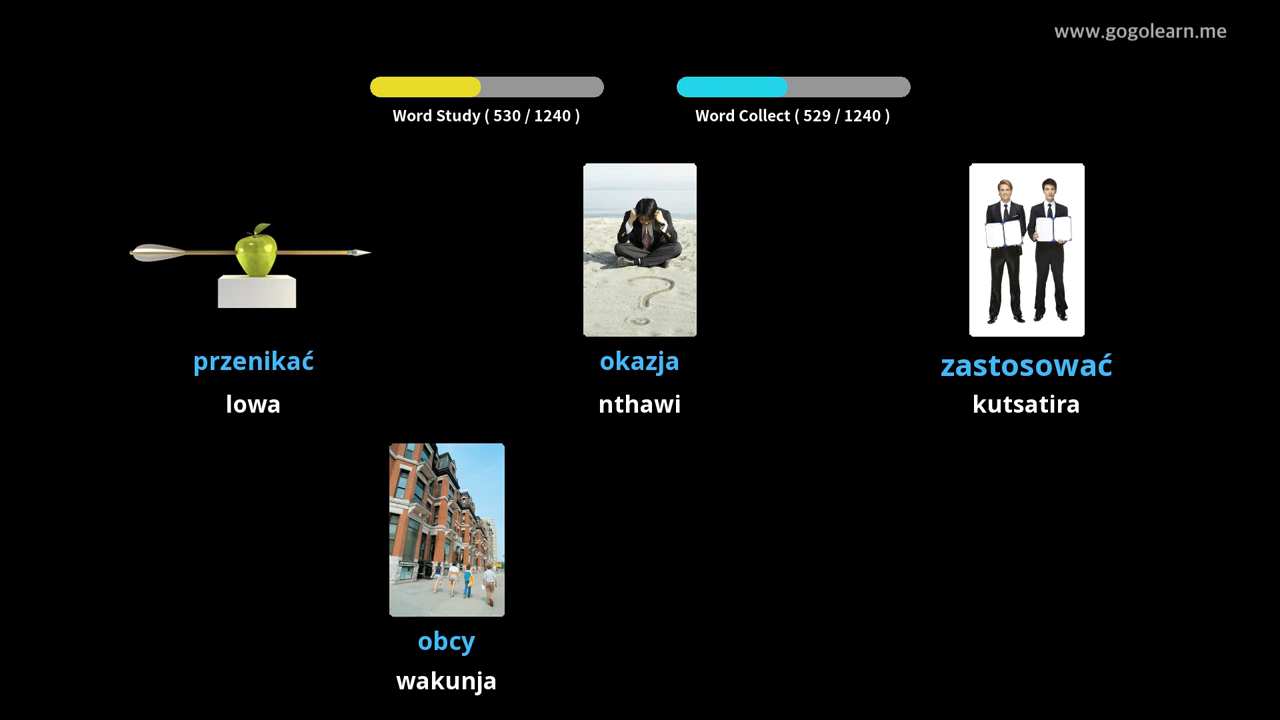 www.gogolearn.me
Word Study ( 530 / 1240 )
Word Collect ( 529 / 1240 )
przenikać
lowa
okazja
nthawi
zastosować
kutsatira
obcy
wakunja